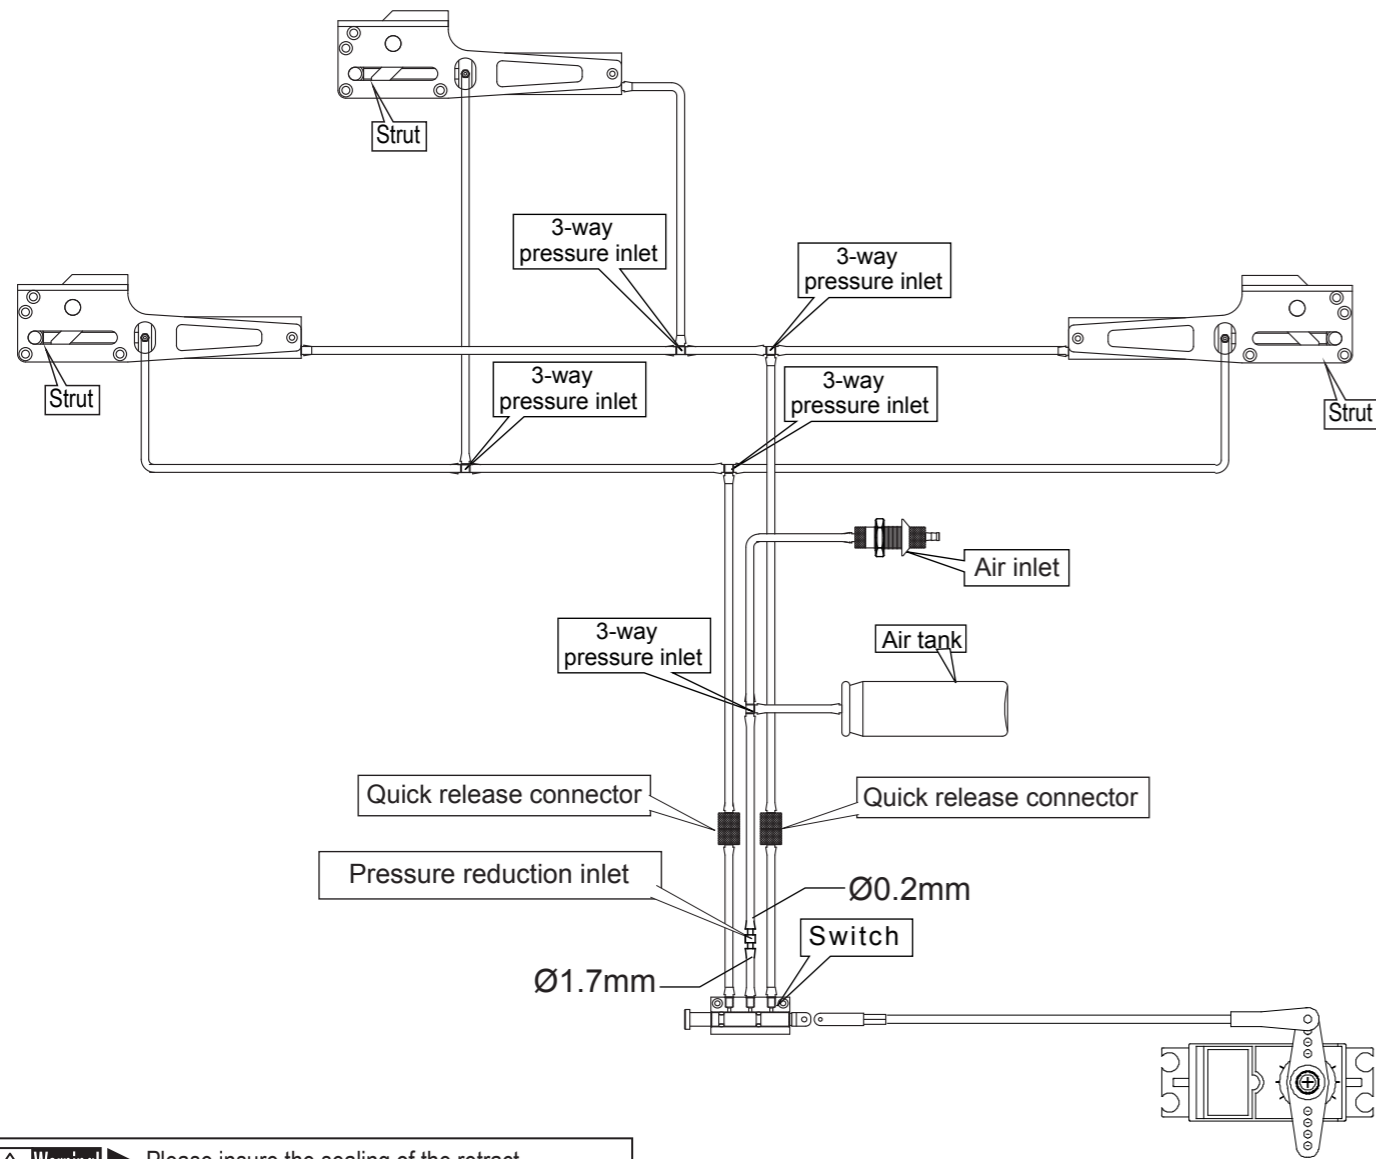 Strut
3-way
pressure inlet
3-way
pressure inlet
Strut
3-way
pressure inlet
3-way
pressure inlet
Strut
Air inlet
3-way
pressure inlet
Air tank
Quick release connector
Quick release connector
Pressure reduction inlet
Ø0.2mm
Switch
Ø1.7mm
Warning! Please insure the sealing of the retract